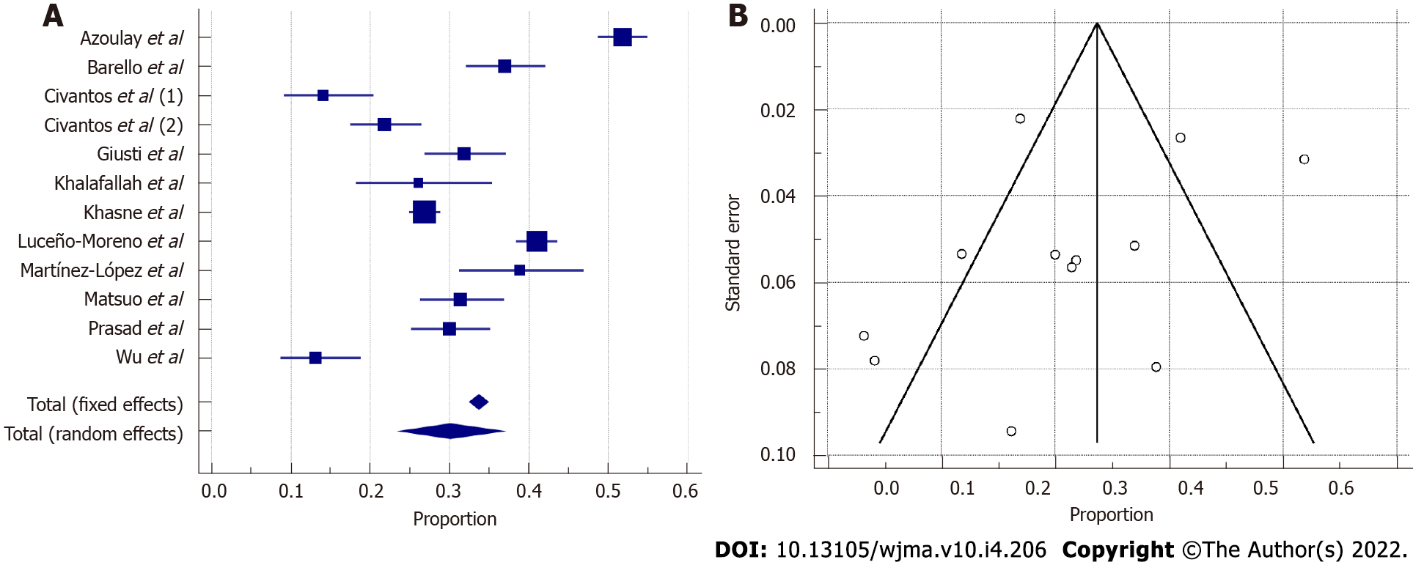 A
Azoulay et al
Barello et al
Civantos et al (1)
Civantos et al (2)
Giusti et al
Khalafallah et al
Khasne et al
Luceño-Moreno et al
Martínez-López et al
Matsuo et al
Prasad et al
Wu et al
Total (fixed effects)
Total (random effects)
0.0 0.1 0.2 0.3 0.4 0.5 0.6
Proportion
B
0.00
0.02
0.04
0.06
0.08
0.10
Standard error
0.0 0.1 0.2 0.3 0.4 0.5 0.6
Proportion
DOI: 10.13105/wjma.v10.i4.206 Copyright ©The Author(s) 2022.